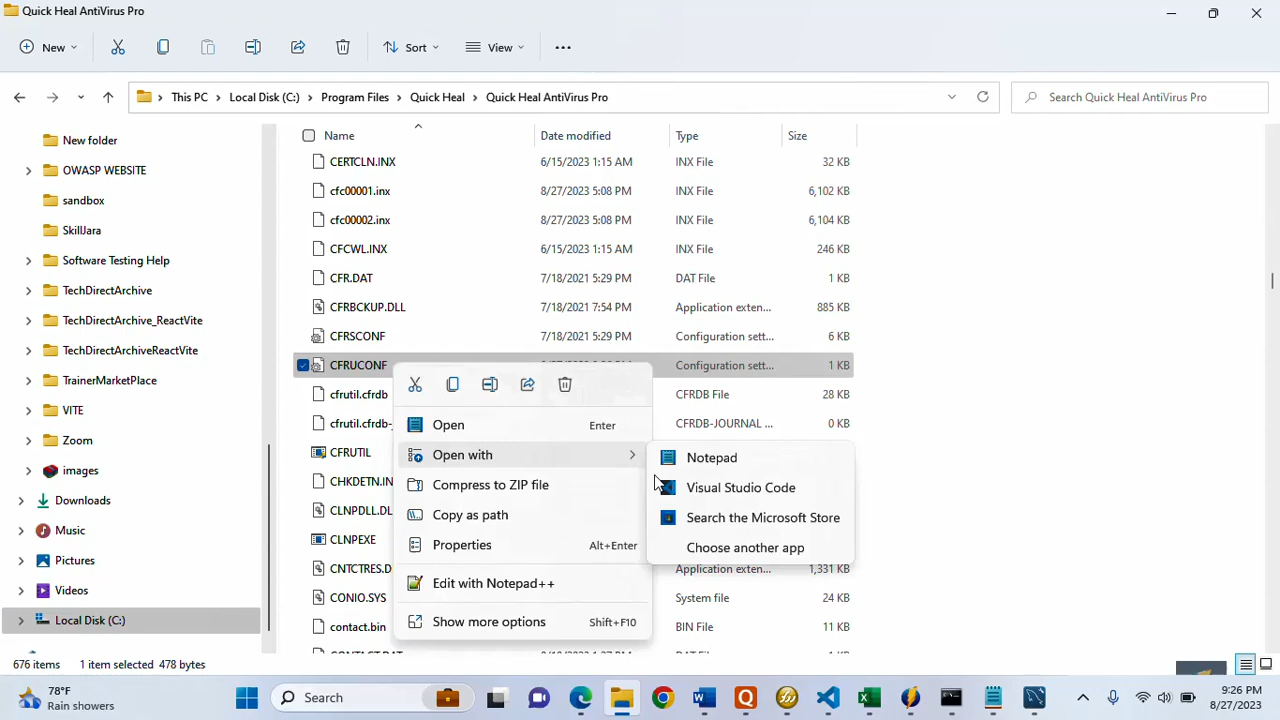 Quick Heal AntiVirus Pro
New
Sort
View
This PC > Local Disk (C:) > Program Files > Quick Heal > Quick Heal AntiVirus Pro
Search Quick Heal AntiVirus Pro
New folder
OWASP WEBSITE
sandbox
SkillJara
Software Testing Help
TechDirectArchive
TechDirectArchive_ReactVite
TechDirectArchiveReactVite
TrainerMarketPlace
VITE
Zoom
images
Downloads
Music
Pictures
Videos
Local Disk (C:)
Name Date modified Type Size
CERTCLN.INX 6/15/2023 1:15 AM INX File 32 KB
cfc00001.inx 8/27/2023 5:08 PM INX File 6,102 KB
cfc00002.inx 8/27/2023 5:08 PM INX File 6,104 KB
CFCWL.INX 6/15/2023 1:15 AM INX File 246 KB
CFR.DAT 7/18/2021 5:29 PM DAT File 1 KB
CFRBCKUP.DLL 7/18/2021 7:54 PM Application exten... 885 KB
CFRSCONF 7/18/2021 5:29 PM Configuration sett... 6 KB
CFRUCONF Configuration sett... 1 KB
cfrutil.cfrdb CFRDB File 28 KB
cfrutil.cfrdb- CFRDB-JOURNAL ... 0 KB
CFRUTIL
CHKDETN.IN
CLNPDLL.DL
CLNPEXE
CNTCTRES.D Application exten... 1,331 KB
CONIO.SYS System file 24 KB
contact.bin BIN File 11 KB
Open Enter
Open with
Compress to ZIP file
Copy as path
Properties Alt+Enter
Edit with Notepad++
Show more options Shift+F10
Notepad
Visual Studio Code
Search the Microsoft Store
Choose another app
676 items 1 item selected 478 bytes
78°F
Rain showers
Search
9:26 PM
8/27/2023